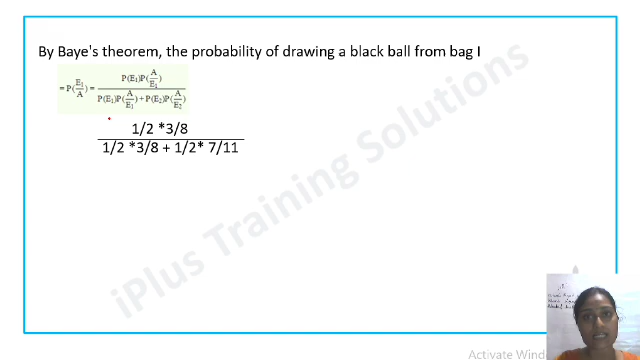 By Baye's theorem, the probability of drawing a black ball from bag I
= P(E₁/A) = P(E₁)P(A/E₁) / P(E₁)P(A/E₁) + P(E₂)P(A/E₂)
1/2 *3/8
1/2 *3/8 + 1/2* 7/11
iPlus Training Solutions
Activate Wind